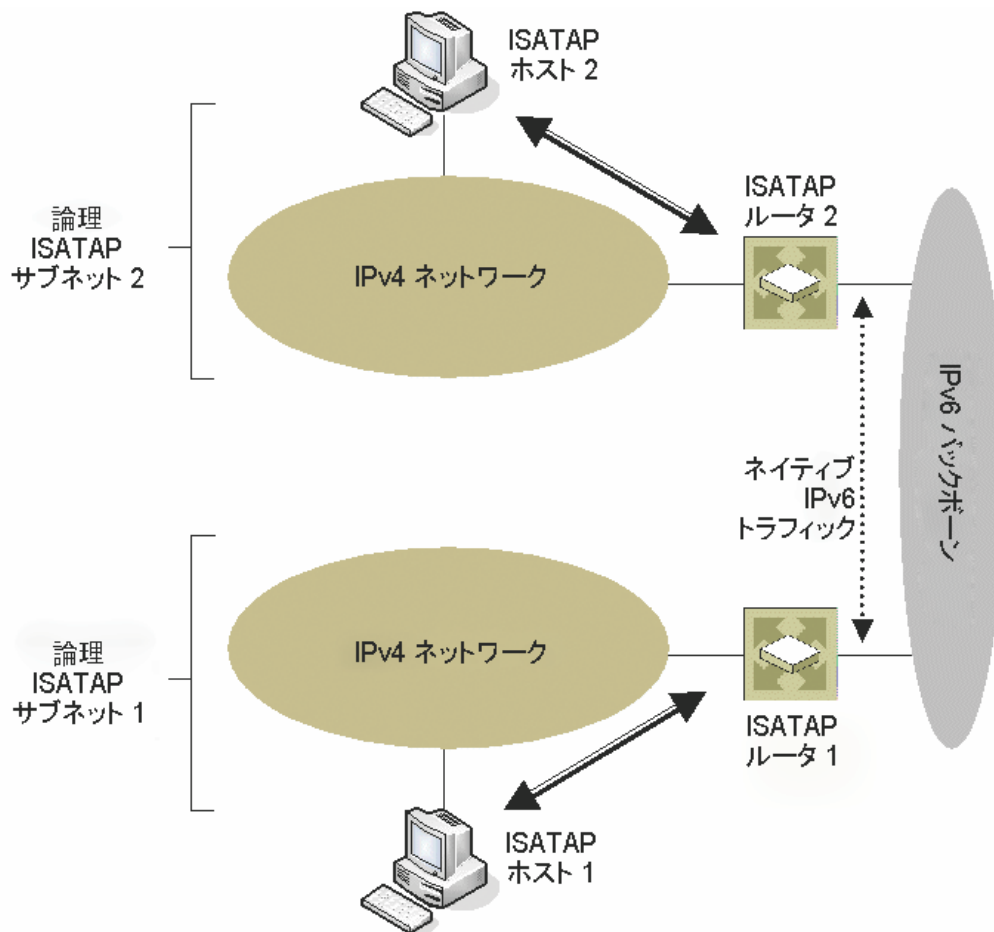 ISATAP
ホスト 2
論理
ISATAP
サブネット 2
IPv4 ネットワーク
ISATAP
ルータ 2
IPv6 バックボーン
ネイティブ
IPv6
トラフィック
論理
ISATAP
サブネット 1
IPv4 ネットワーク
ISATAP
ルータ 1
ISATAP
ホスト 1